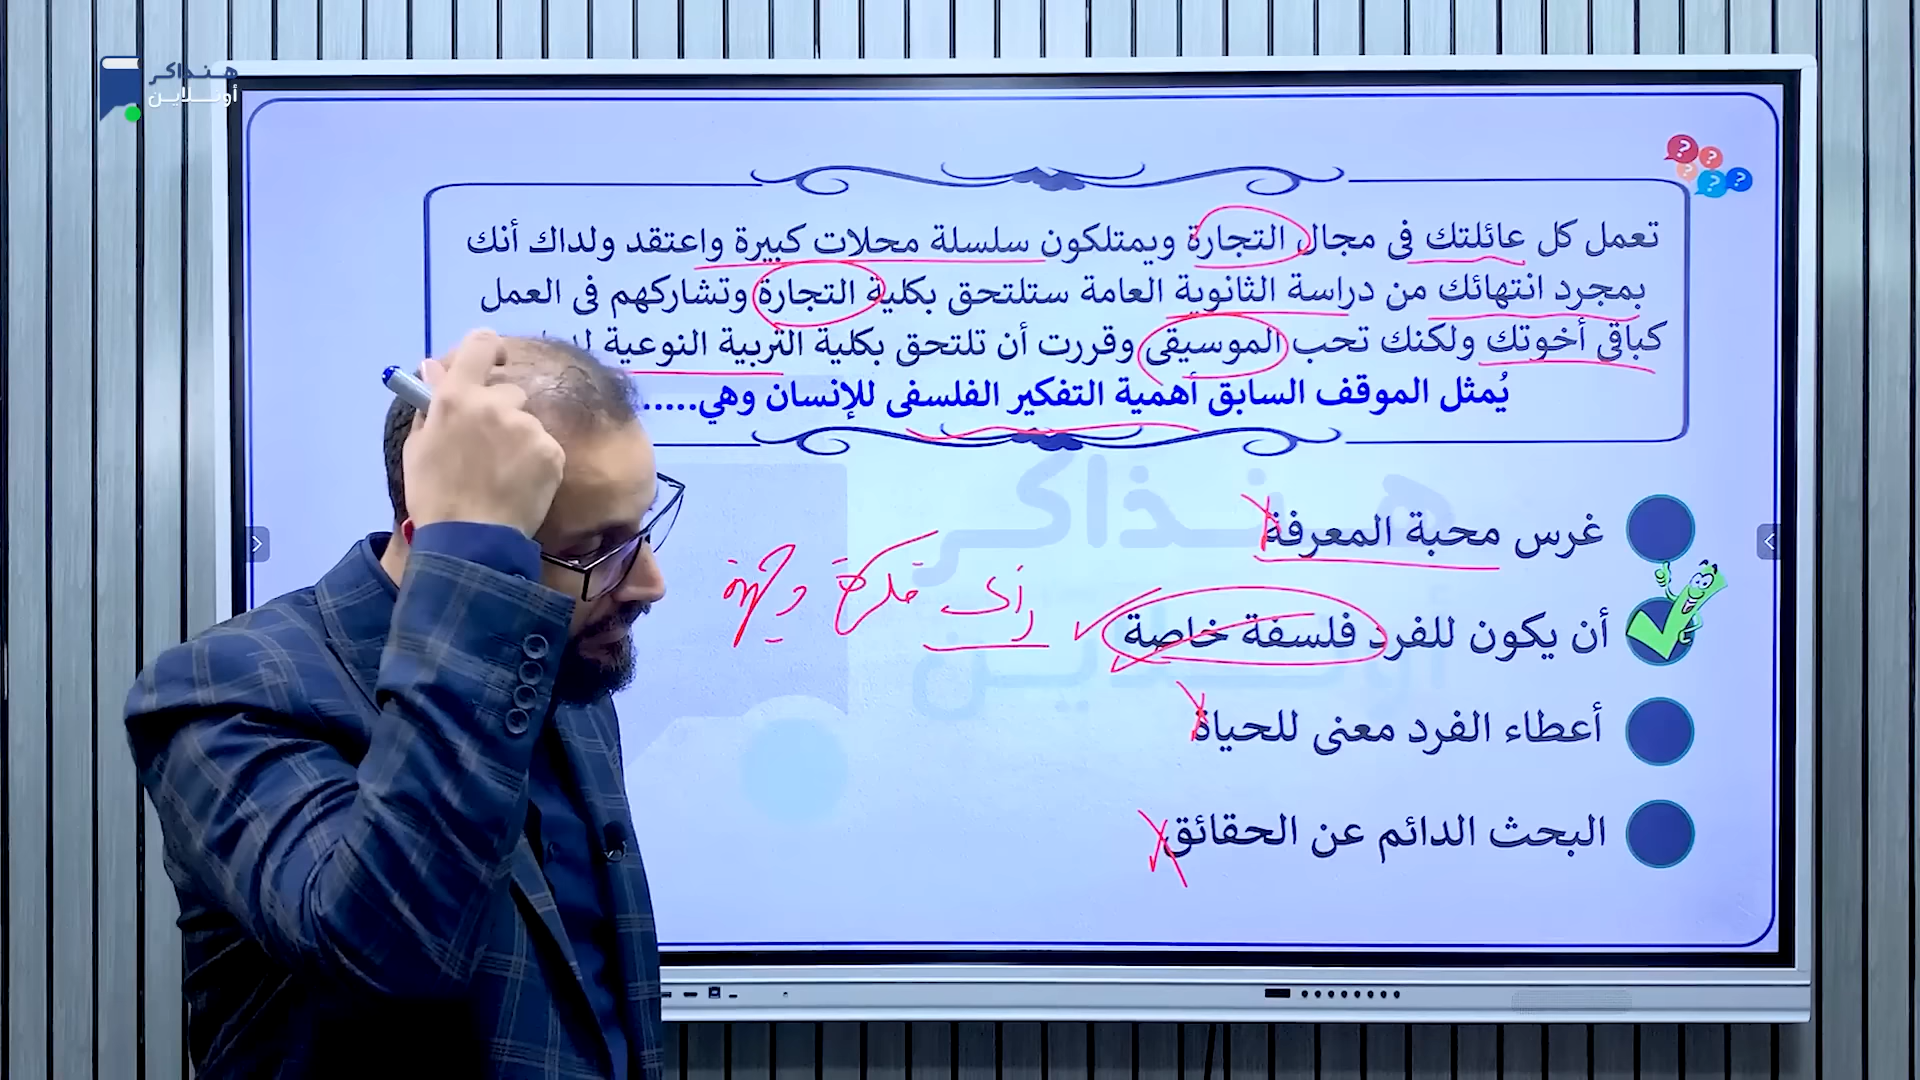 هـنـذاكـر
أونـــلايـن
تعمل كل عائلتك فى مجال التجارة ويمتلكون سلسلة محلات كبيرة واعتقد ولداك أنك
بمجرد انتهائك من دراسة الثانوية العامة ستلتحق بكلية التجارة وتشاركهم فى العمل
كباقى أخوتك ولكنك تحب الموسيقى وقررت أن تلتحق بكلية التربية النوعية
يُمثل الموقف السابق أهمية التفكير الفلسفى للإنسان وهي.....
غرس محبة المعرفة
أن يكون للفرد فلسفة خاصة
أعطاء الفرد معنى للحياة
البحث الدائم عن الحقائق